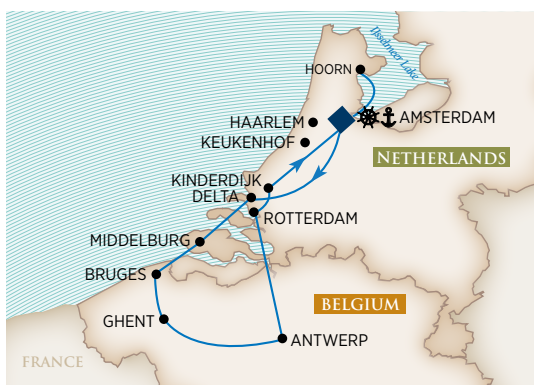 IJsselmeer Lake
HOORN
HAARLEM
AMSTERDAM
KEUKENHOF
NETHERLANDS
KINDERDIJK
DELTA
ROTTERDAM
MIDDELBURG
BRUGES
BELGIUM
GHENT
ANTWERP
FRANCE